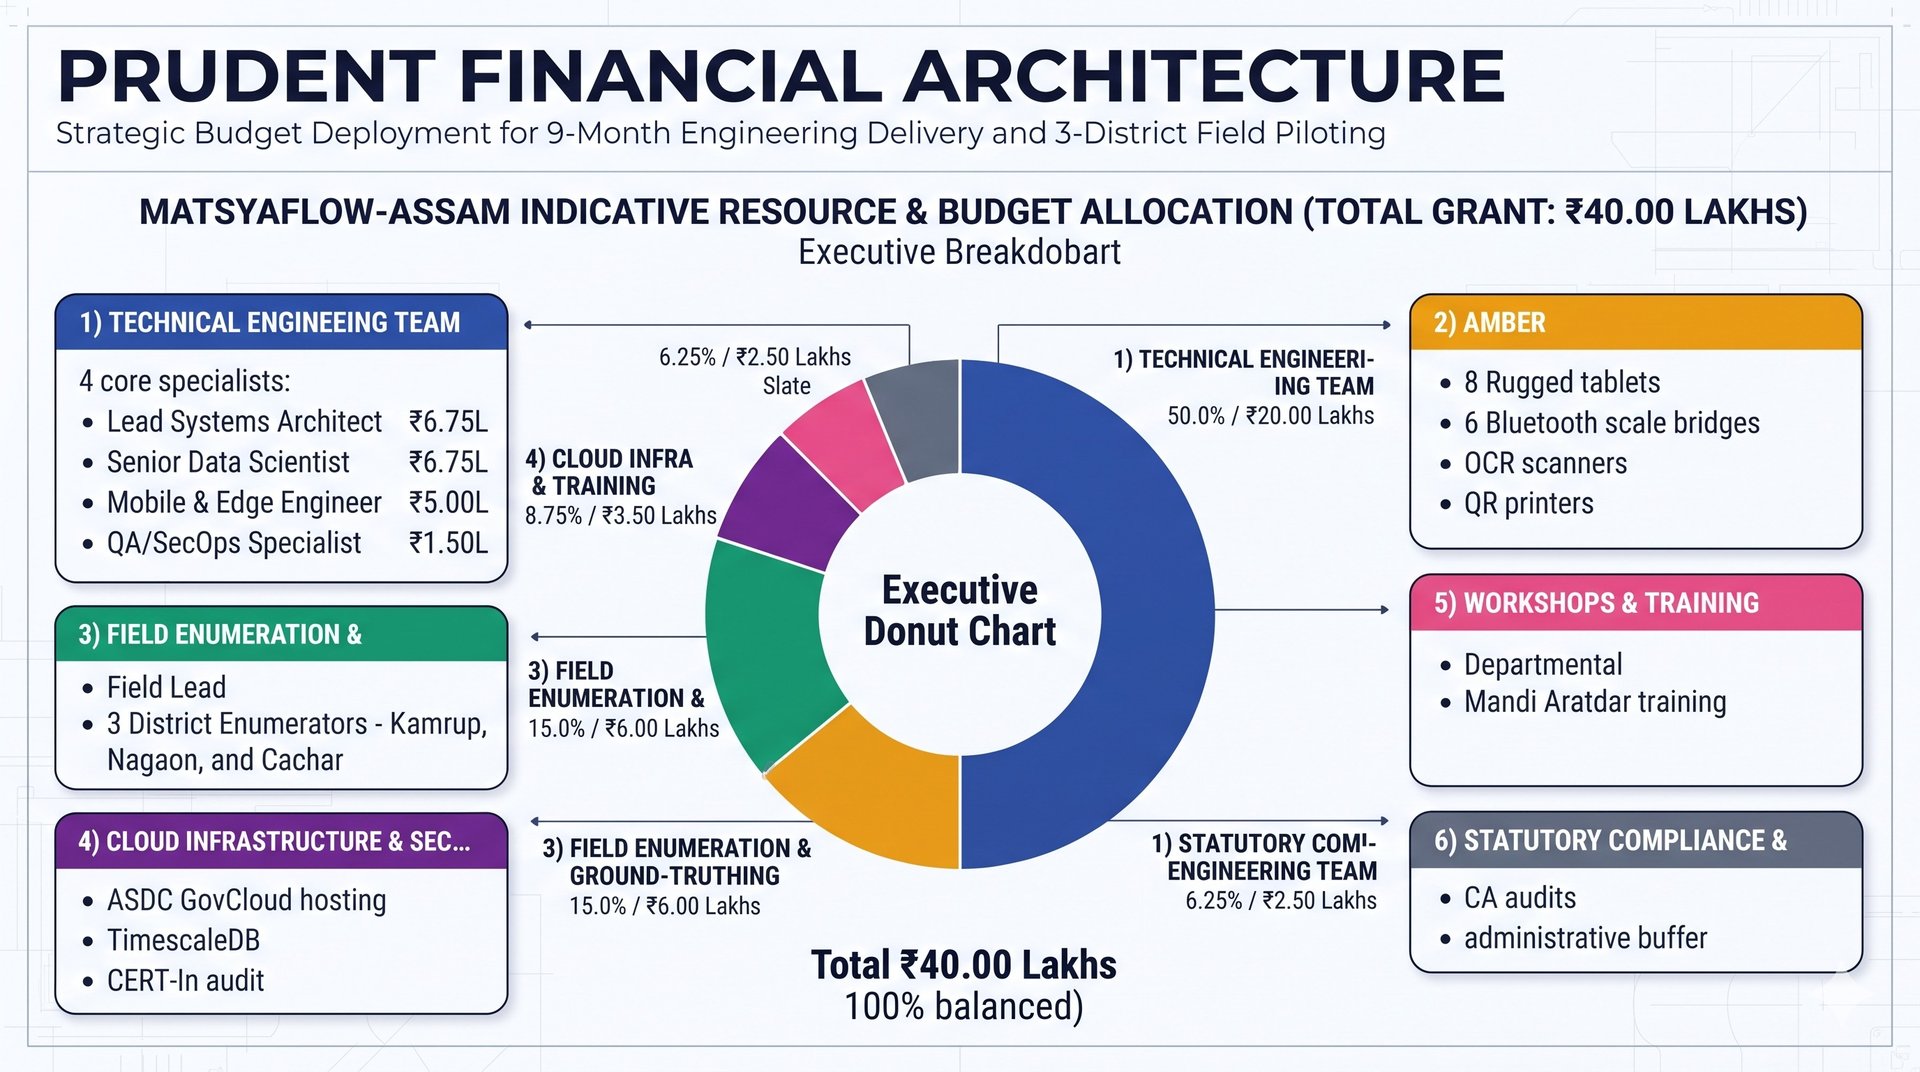 PRUDENT FINANCIAL ARCHITECTURE
Strategic Budget Deployment for 9-Month Engineering Delivery and 3-District Field Piloting
MATSYAFLOW-ASSAM INDICATIVE RESOURCE & BUDGET ALLOCATION (TOTAL GRANT: ₹40.00 LAKHS)
Executive Breakdobart
1) TECHNICAL ENGINEEING TEAM
4 core specialists:
• Lead Systems Architect ₹6.75L
• Senior Data Scientist ₹6.75L
• Mobile & Edge Engineer ₹5.00L
• QA/SecOps Specialist ₹1.50L
3) FIELD ENUMERATION &
• Field Lead
• 3 District Enumerators - Kamrup,
Nagaon, and Cachar
4) CLOUD INFRASTRUCTURE & SEC...
• ASDC GovCloud hosting
• TimescaleDB
• CERT-In audit
6.25% / ₹2.50 Lakhs
Slate
4) CLOUD INFRA
& TRAINING
8.75% / ₹3.50 Lakhs
3) FIELD
ENUMERATION &
15.0% / ₹6.00 Lakhs
3) FIELD ENUMERATION &
GROUND-TRUTHING
15.0% / ₹6.00 Lakhs
Executive
Donut Chart
1) TECHNICAL ENGINEERI-
ING TEAM
50.0% / ₹20.00 Lakhs
1) STATUTORY COM-
ENGINEERING TEAM
6.25% / ₹2.50 Lakhs
Total ₹40.00 Lakhs
100% balanced)
2) AMBER
• 8 Rugged tablets
• 6 Bluetooth scale bridges
• OCR scanners
• QR printers
5) WORKSHOPS & TRAINING
• Departmental
• Mandi Aratdar training
6) STATUTORY COMPLIANCE &
• CA audits
• administrative buffer